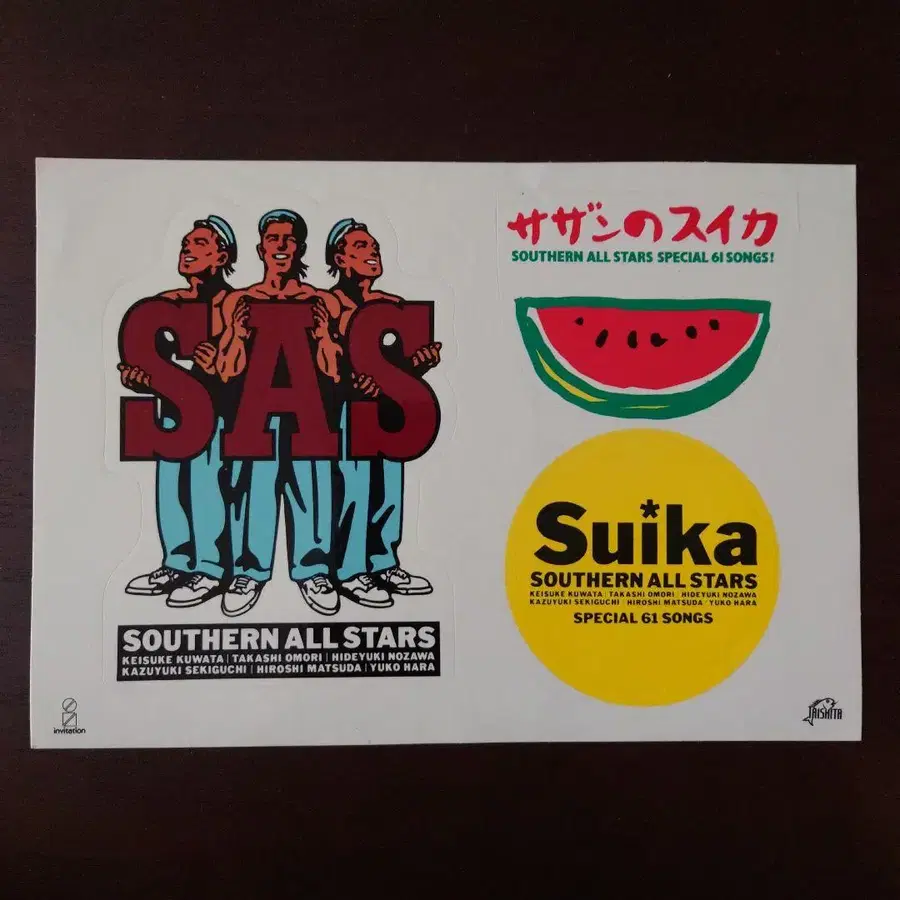 SAS
SOUTHERN ALL STARS
KEISUKE KUWATA | TAKASHI OMORI | HIDEYUKI NOZAWA
KAZUYUKI SEKIGUCHI | HIROSHI MATSUDA | YUKO HARA
invitation
サザンのスイカ
SOUTHERN ALL STARS SPECIAL 61 SONGS!
Suika
SOUTHERN ALL STARS
KEISUKE KUWATA | TAKASHI OMORI | HIDEYUKI NOZAWA
KAZUYUKI SEKIGUCHI | HIROSHI MATSUDA | YUKO HARA
SPECIAL 61 SONGS
TAISHITA